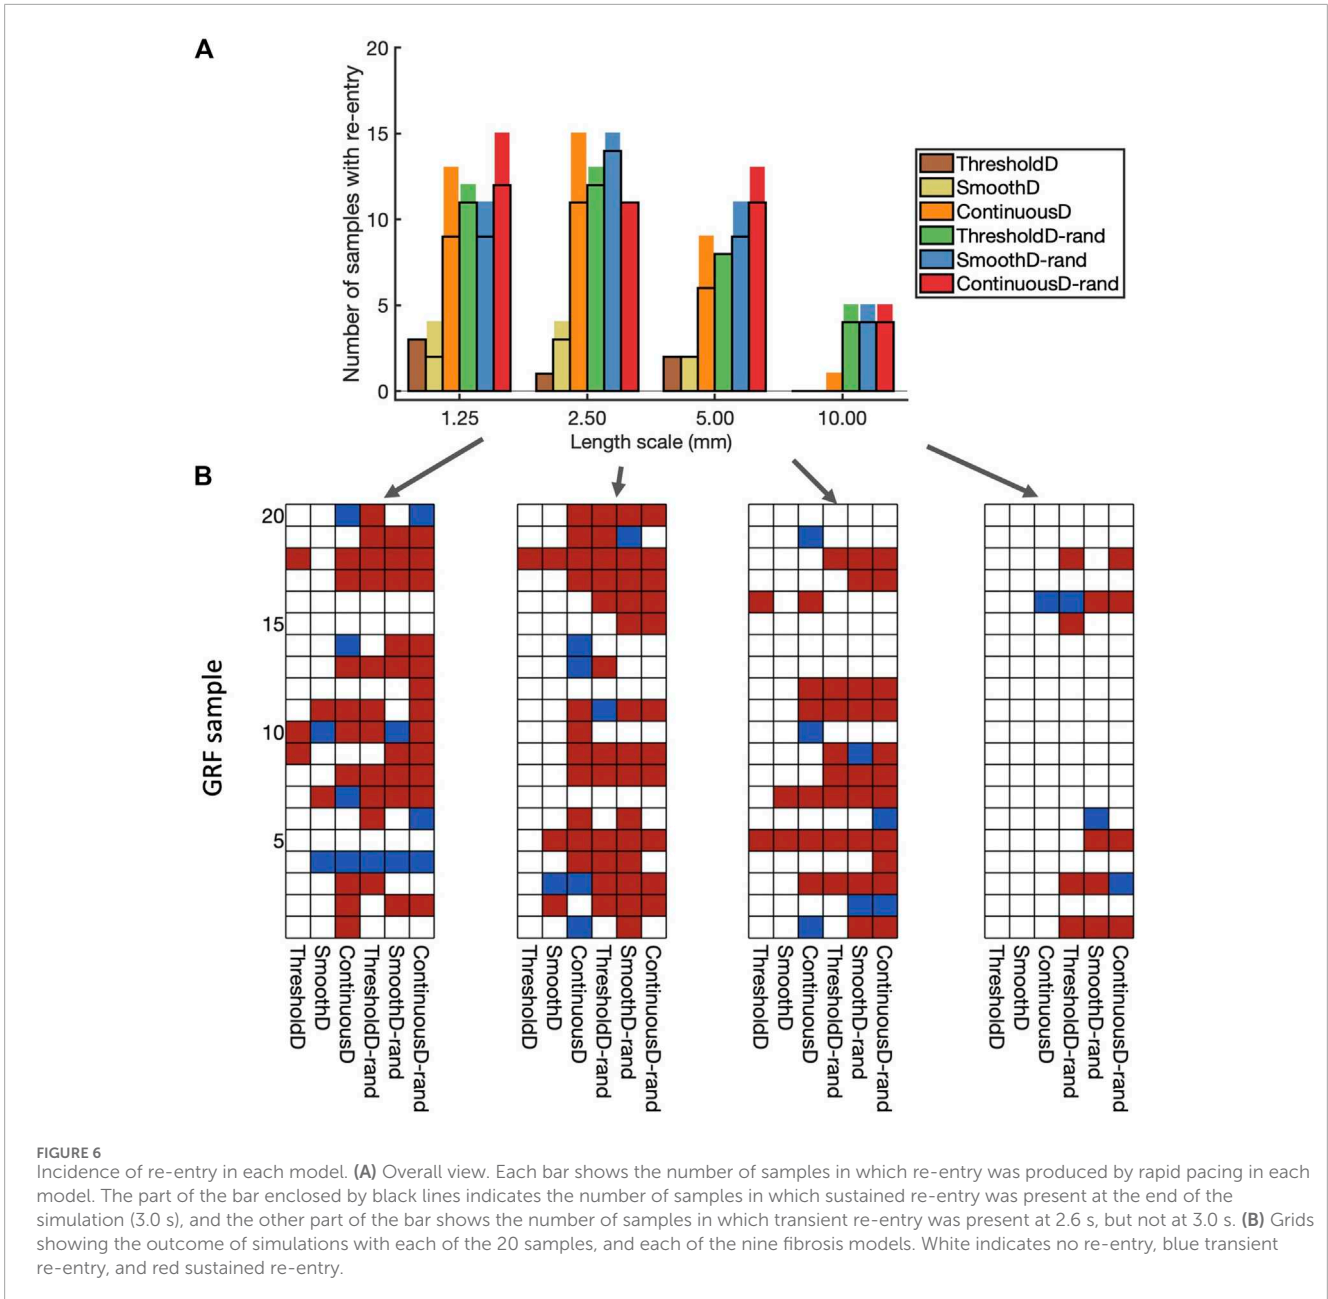 A
20
15
10
5
0
Number of samples with re-entry
1.25
2.50
5.00
10.00
Length scale (mm)
ThresholdD
SmoothD
ContinuousD
ThresholdD-rand
SmoothD-rand
ContinuousD-rand
B
GRF sample
20
15
10
5
ThresholdD
SmoothD
ContinuousD
ThresholdD-rand
SmoothD-rand
ContinuousD-rand
ThresholdD
SmoothD
ContinuousD
ThresholdD-rand
SmoothD-rand
ContinuousD-rand
ThresholdD
SmoothD
ContinuousD
ThresholdD-rand
SmoothD-rand
ContinuousD-rand
ThresholdD
SmoothD
ContinuousD
ThresholdD-rand
SmoothD-rand
ContinuousD-rand
FIGURE 6
Incidence of re-entry in each model. (A) Overall view. Each bar shows the number of samples in which re-entry was produced by rapid pacing in each
model. The part of the bar enclosed by black lines indicates the number of samples in which sustained re-entry was present at the end of the
simulation (3.0 s), and the other part of the bar shows the number of samples in which transient re-entry was present at 2.6 s, but not at 3.0 s. (B) Grids
showing the outcome of simulations with each of the 20 samples, and each of the nine fibrosis models. White indicates no re-entry, blue transient
re-entry, and red sustained re-entry.